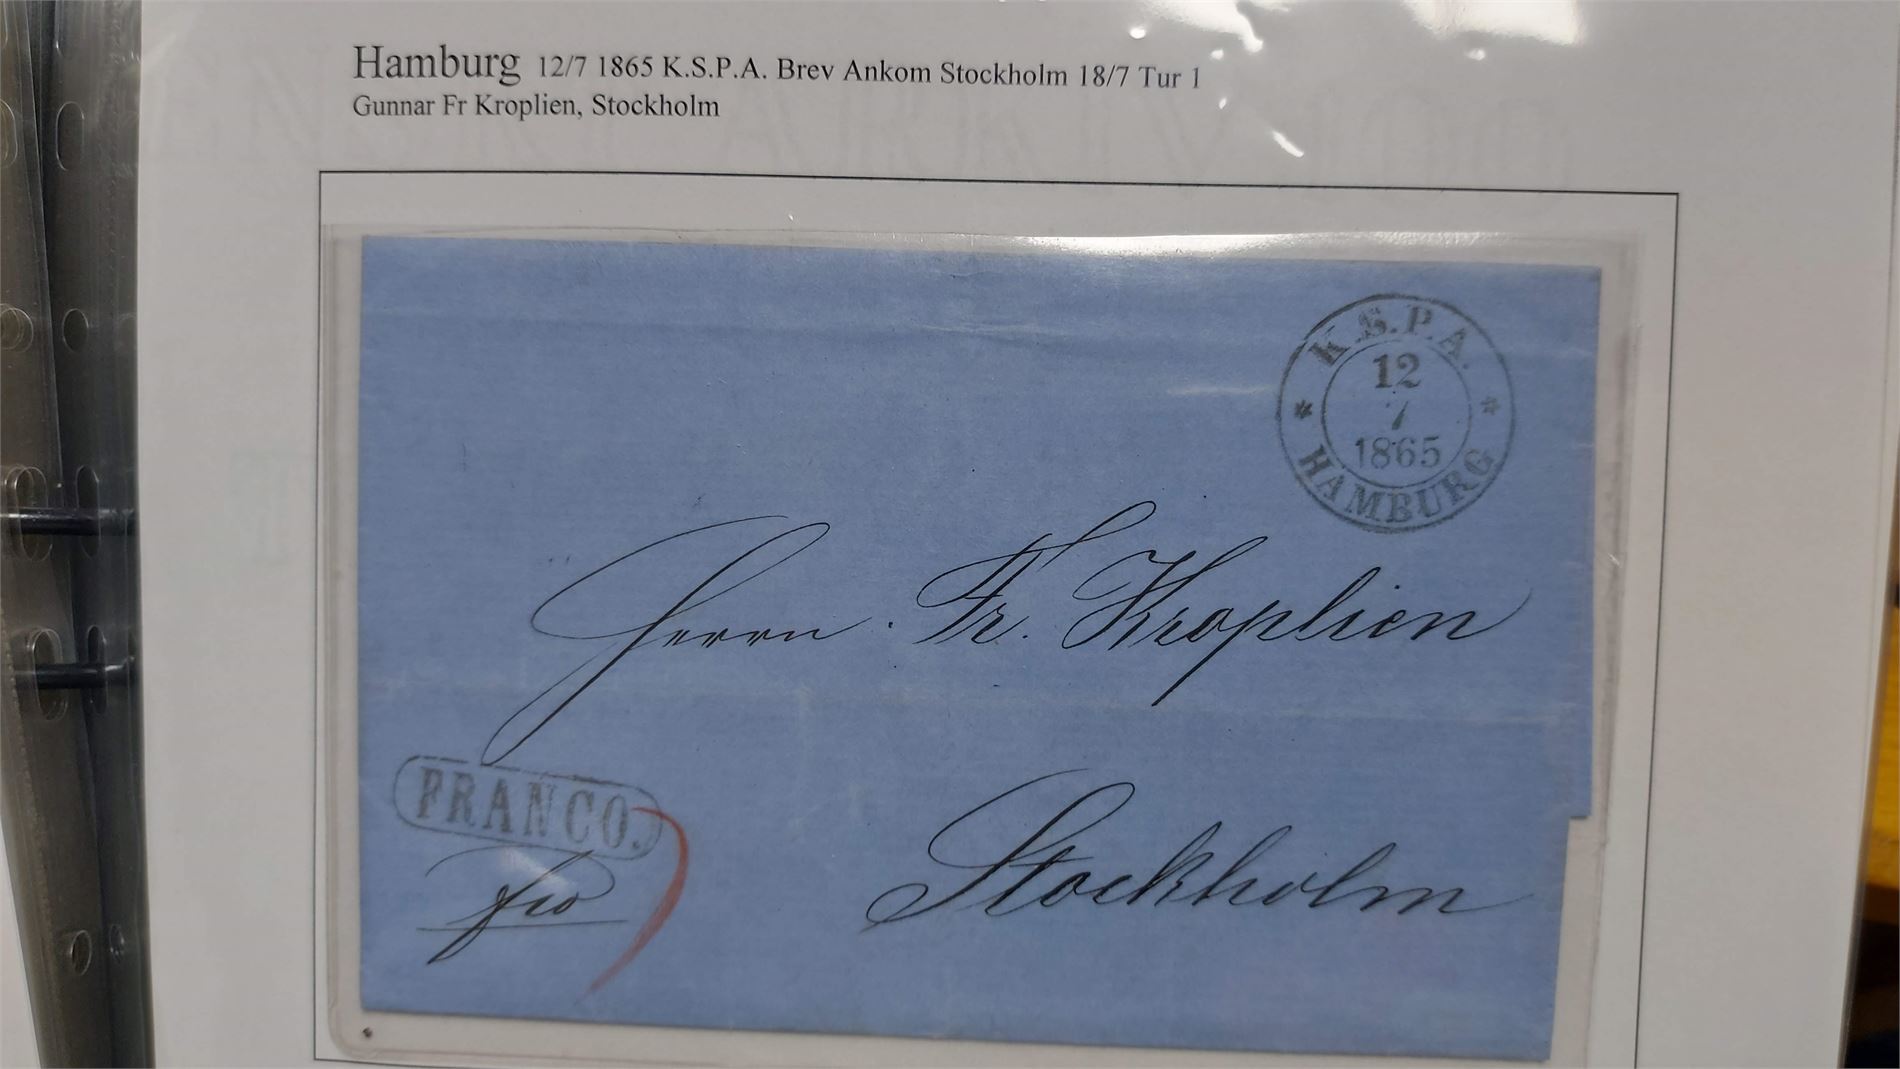 Hamburg 12/7 1865 K.S.P.A. Brev Ankom Stockholm 18/7 Tur 1
Gunnar Fr Kroplien, Stockholm
K.S.P.A.
12
7
1865
HAMBURG
Herrn. Fr. Kroplien
FRANCO.
fco
Stockholm